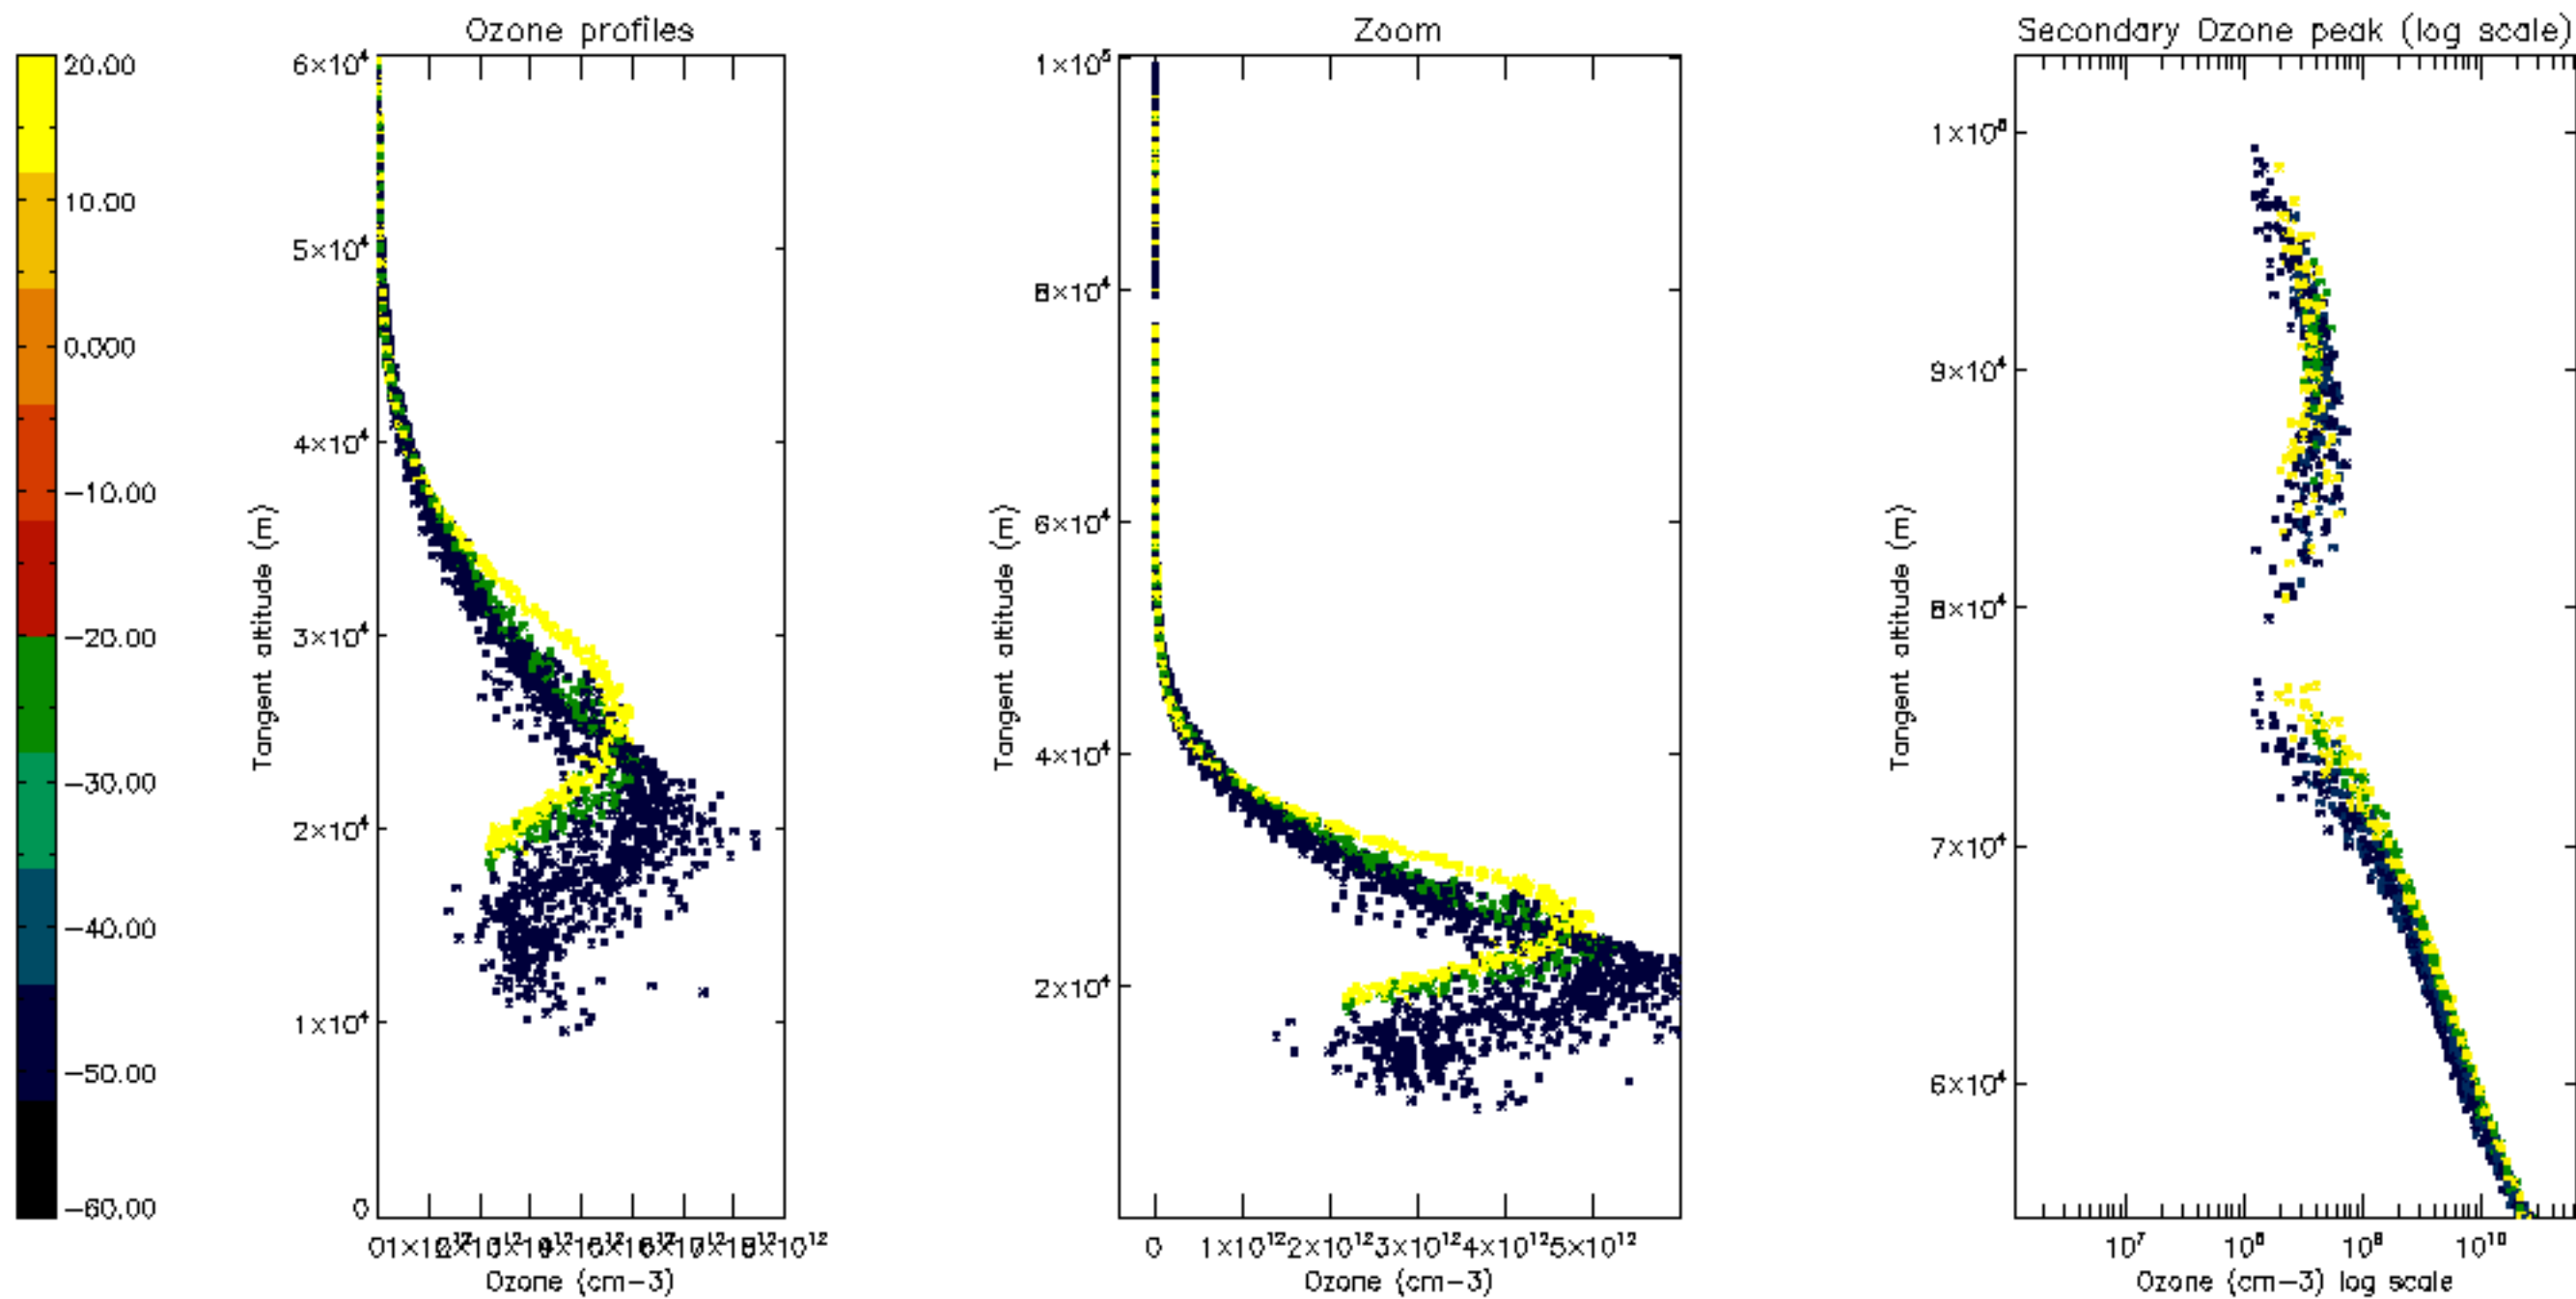 Ozone profiles
Zoom
Secondary Ozone peak (log scale)
20.00
10.00
0.000
-10.00
-20.00
-30.00
-40.00
-50.00
-60.00
6×10⁴
5×10⁴
4×10⁴
3×10⁴
2×10⁴
1×10⁴
0
Tangent altitude (m)
Ozone (cm-3)
1×10⁵
8×10⁴
6×10⁴
4×10⁴
2×10⁴
Tangent altitude (m)
0 1×10¹² 2×10¹² 3×10¹² 4×10¹² 5×10¹²
Ozone (cm-3)
9×10⁴
8×10⁴
7×10⁴
6×10⁴
Tangent altitude (m)
10⁷ 10⁸ 10⁹ 10¹⁰
Ozone (cm-3) log scale